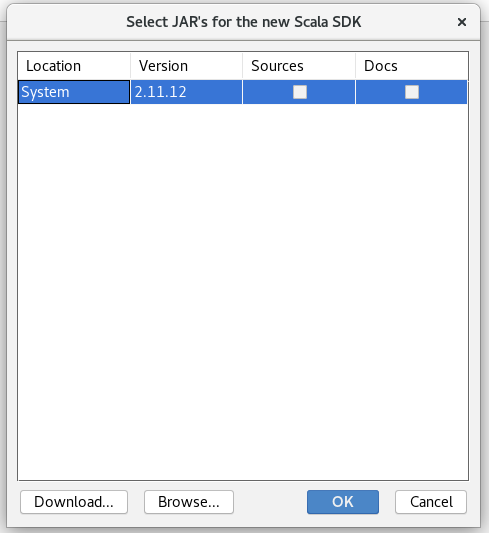 Select JAR's for the new Scala SDK
Location Version Sources Docs
System 2.11.12
Download... Browse... OK Cancel